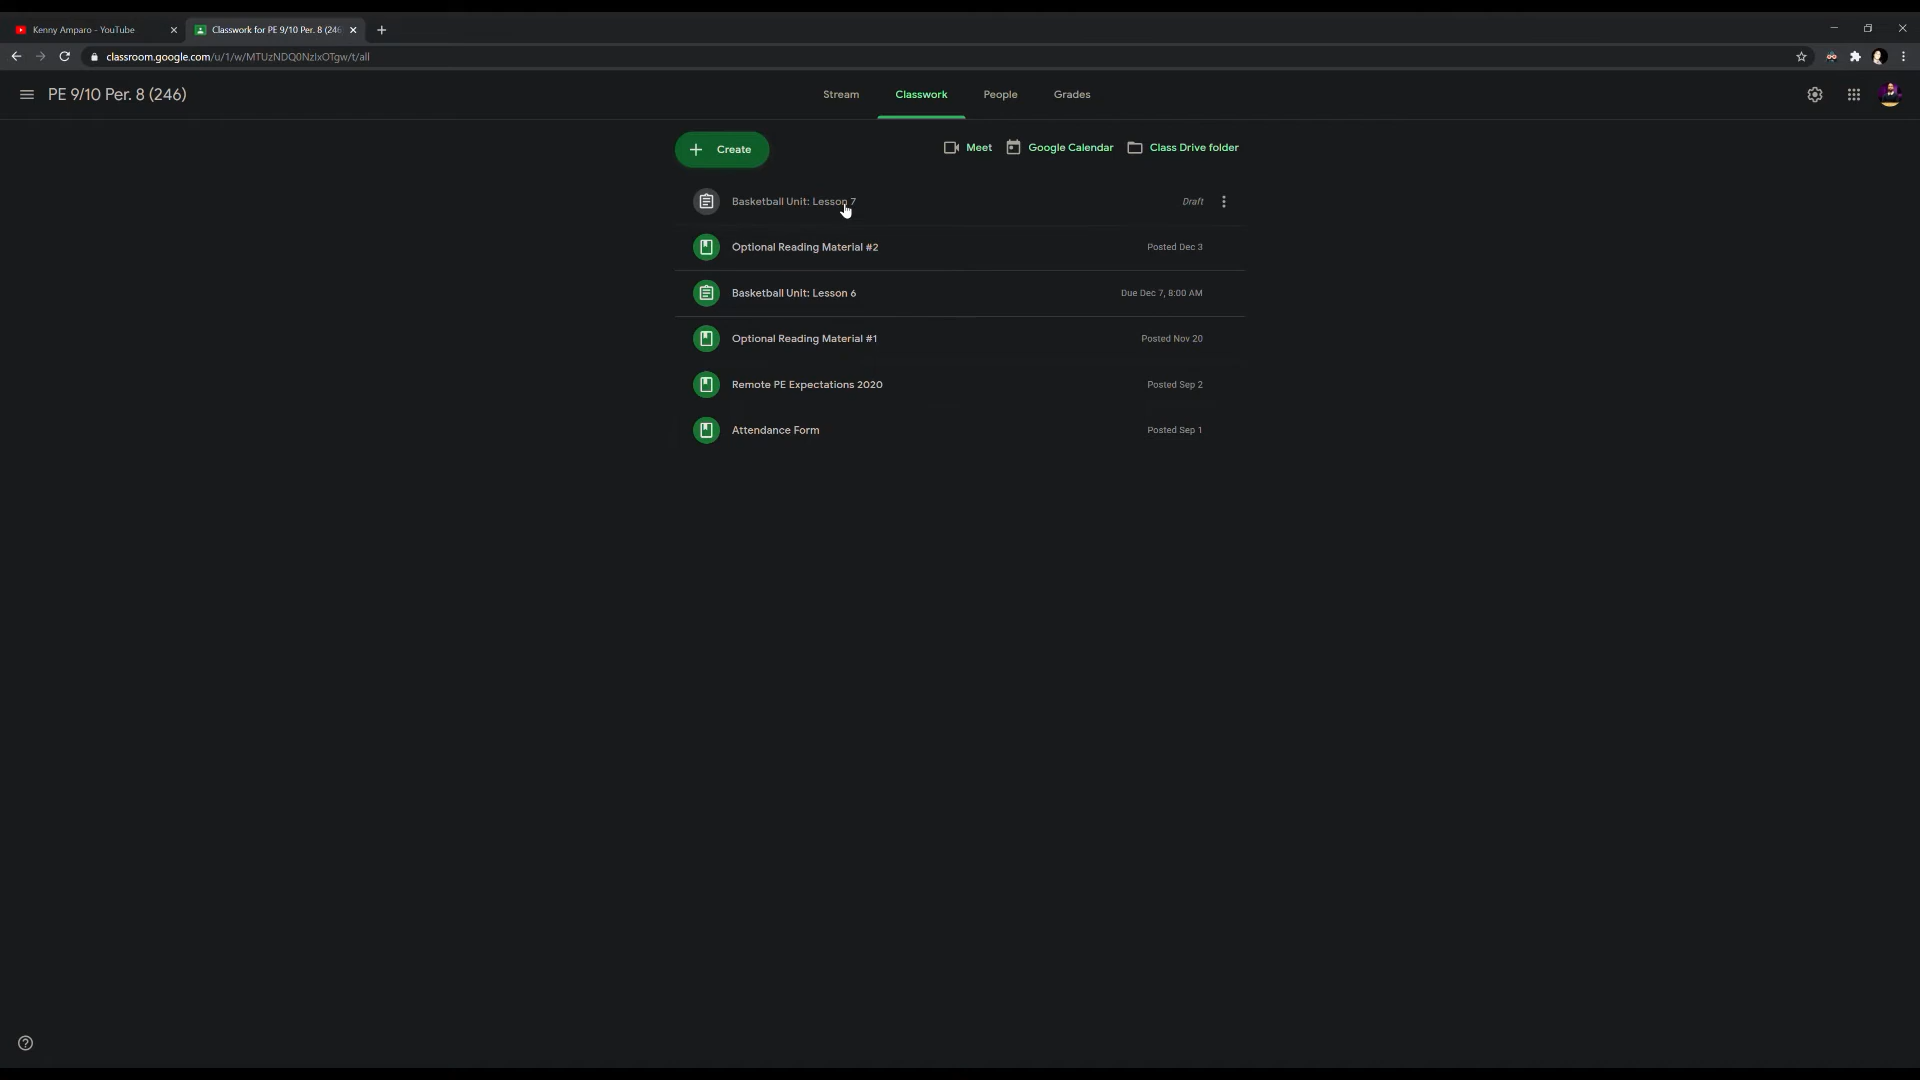 Kenny Amparo - YouTube
Classwork for PE 9/10 Per. 8 (246
classroom.google.com/u/1/w/MTUzNDQ0NzIxOTgw/t/all
PE 9/10 Per. 8 (246)
Stream
Classwork
People
Grades
Create
Meet
Google Calendar
Class Drive folder
Basketball Unit: Lesson 7
Draft
Optional Reading Material #2
Posted Dec 3
Basketball Unit: Lesson 6
Due Dec 7, 8:00 AM
Optional Reading Material #1
Posted Nov 20
Remote PE Expectations 2020
Posted Sep 2
Attendance Form
Posted Sep 1